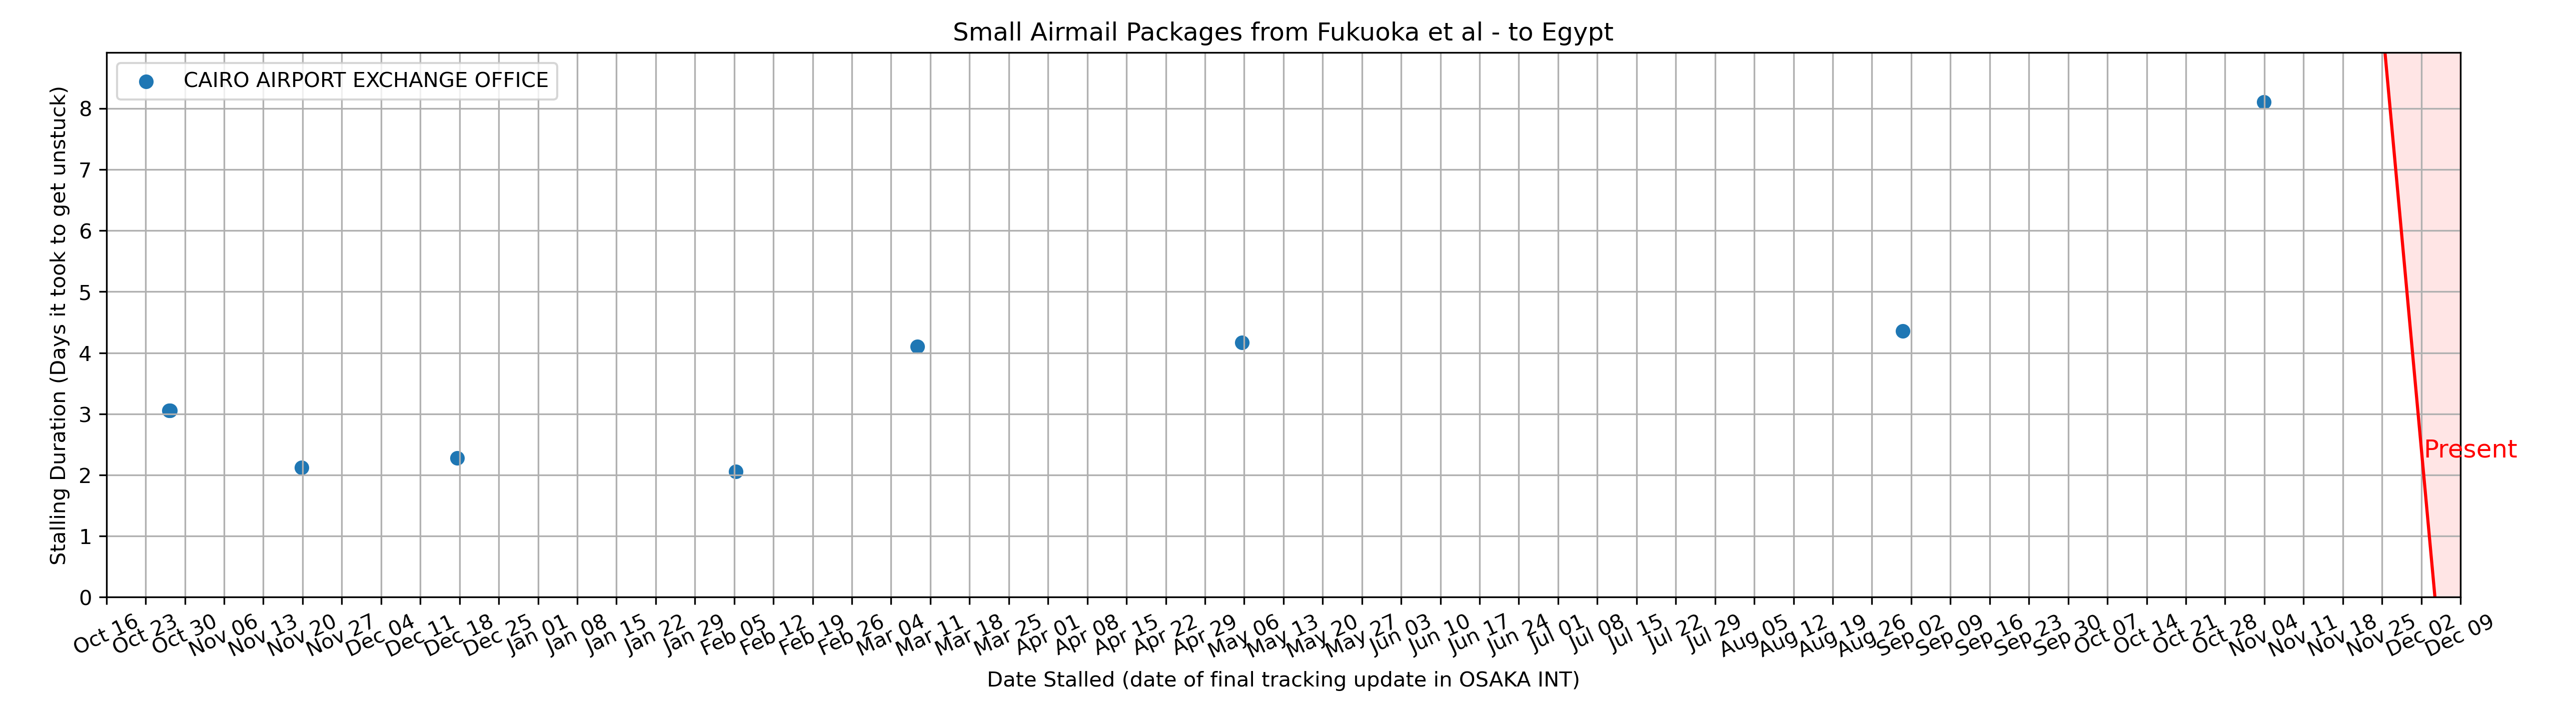 Small Airmail Packages from Fukuoka et al - to Egypt
CAIRO AIRPORT EXCHANGE OFFICE
Stalling Duration (Days it took to get unstuck)
8
7
6
5
4
3
2
1
0
Present
Oct 16 Oct 23 Oct 30 Nov 06 Nov 13 Nov 20 Nov 27 Dec 04 Dec 11 Dec 18 Dec 25 Jan 01 Jan 08 Jan 15 Jan 22 Jan 29 Feb 05 Feb 12 Feb 19 Feb 26 Mar 04 Mar 11 Mar 18 Mar 25 Apr 01 Apr 08 Apr 15 Apr 22 Apr 29 May 06 May 13 May 20 May 27 Jun 03 Jun 10 Jun 17 Jun 24 Jul 01 Jul 08 Jul 15 Jul 22 Jul 29 Aug 05 Aug 12 Aug 19 Aug 26 Sep 02 Sep 09 Sep 16 Sep 23 Sep 30 Oct 07 Oct 14 Oct 21 Oct 28 Nov 04 Nov 11 Nov 18 Nov 25 Dec 02 Dec 09
Date Stalled (date of final tracking update in OSAKA INT)